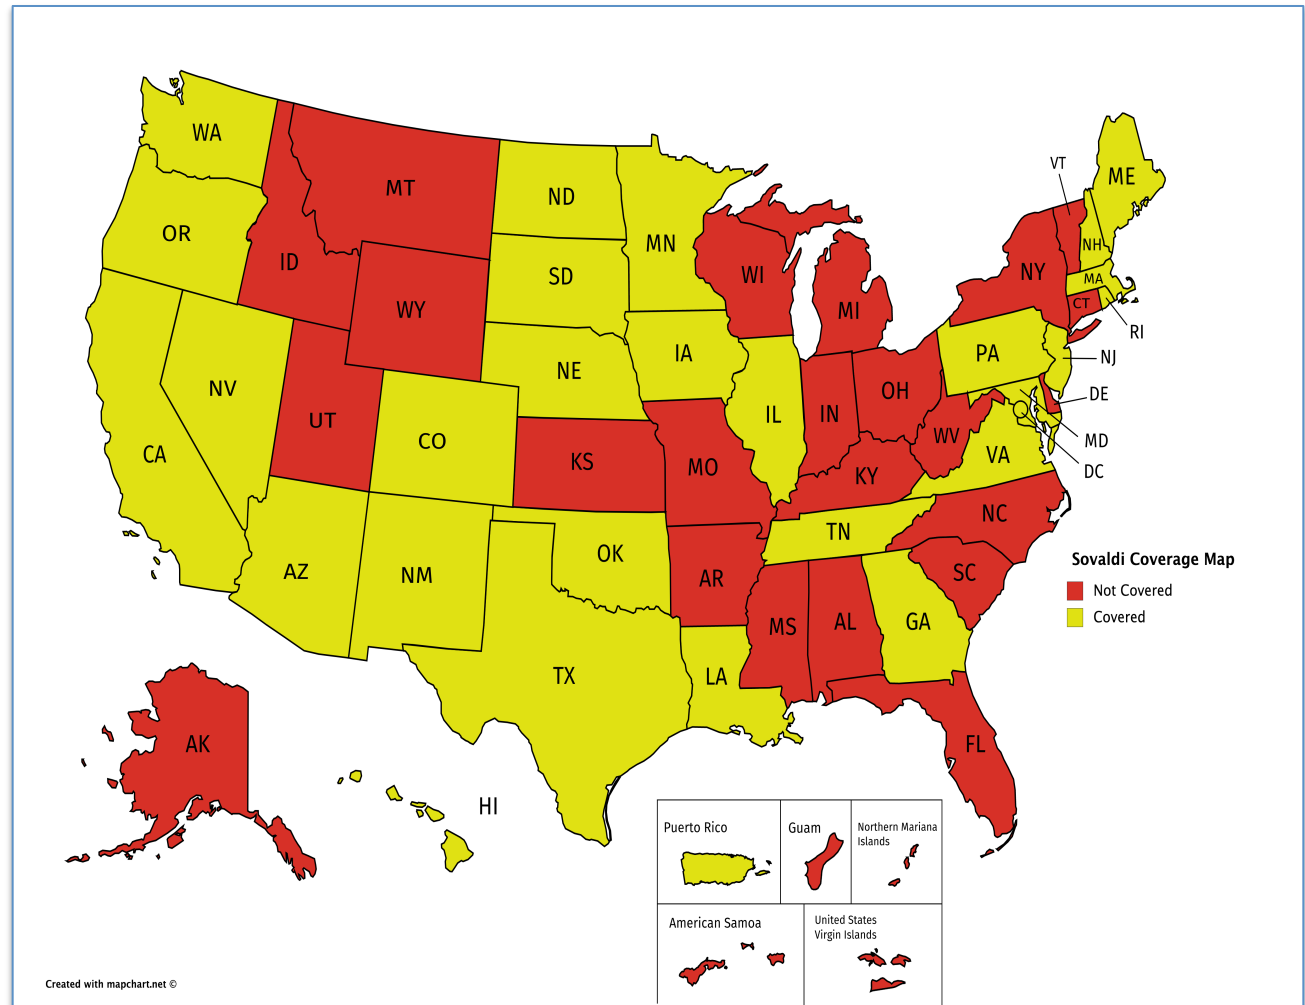 WA
MT
ND
MN
VT
ME
OR
ID
SD
WI
NY
NH
MA
WY
MI
CT
RI
NV
UT
CO
NE
IA
IL
IN
OH
PA
NJ
DE
CA
KS
MO
KY
WV
VA
MD
DC
AZ
NM
OK
AR
TN
NC
SC
TX
LA
MS
AL
GA
FL
AK
HI
Sovaldi Coverage Map
Not Covered
Covered
Puerto Rico
Guam
Northern Mariana
Islands
American Samoa
United States
Virgin Islands
Created with mapchart.net ©